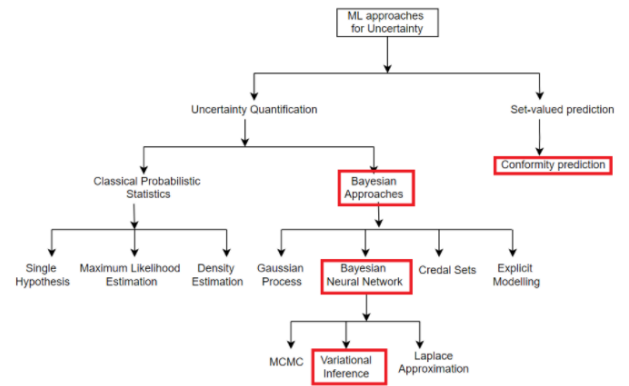 ML approaches
for Uncertainty
Uncertainty Quantification
Set-valued prediction
Conformity prediction
Classical Probabilistic
Statistics
Bayesian
Approaches
Single
Hypothesis
Maximum Likelihood
Estimation
Density
Estimation
Gaussian
Process
Bayesian
Neural Network
Credal Sets
Explicit
Modelling
MCMC
Variational
Inference
Laplace
Approximation